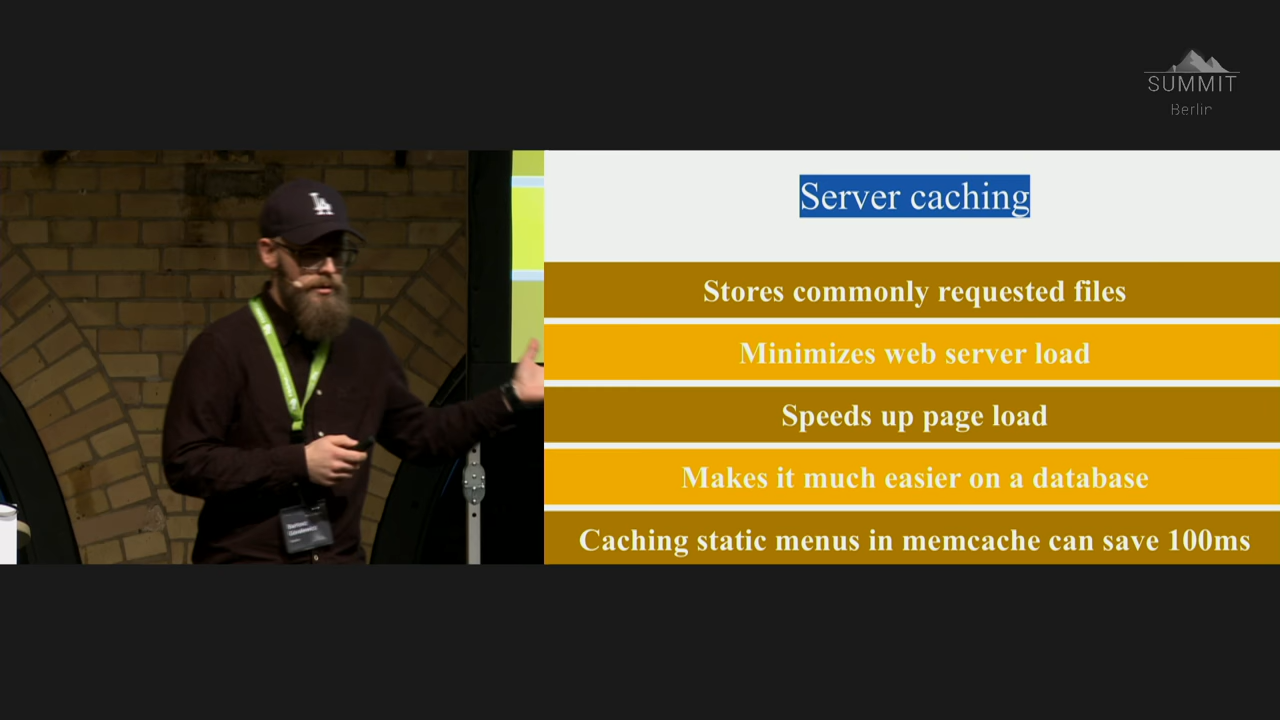 SUMMIT
Berlin
LA
Server caching
Stores commonly requested files
Minimizes web server load
Speeds up page load
Makes it much easier on a database
Caching static menus in memcache can save 100ms